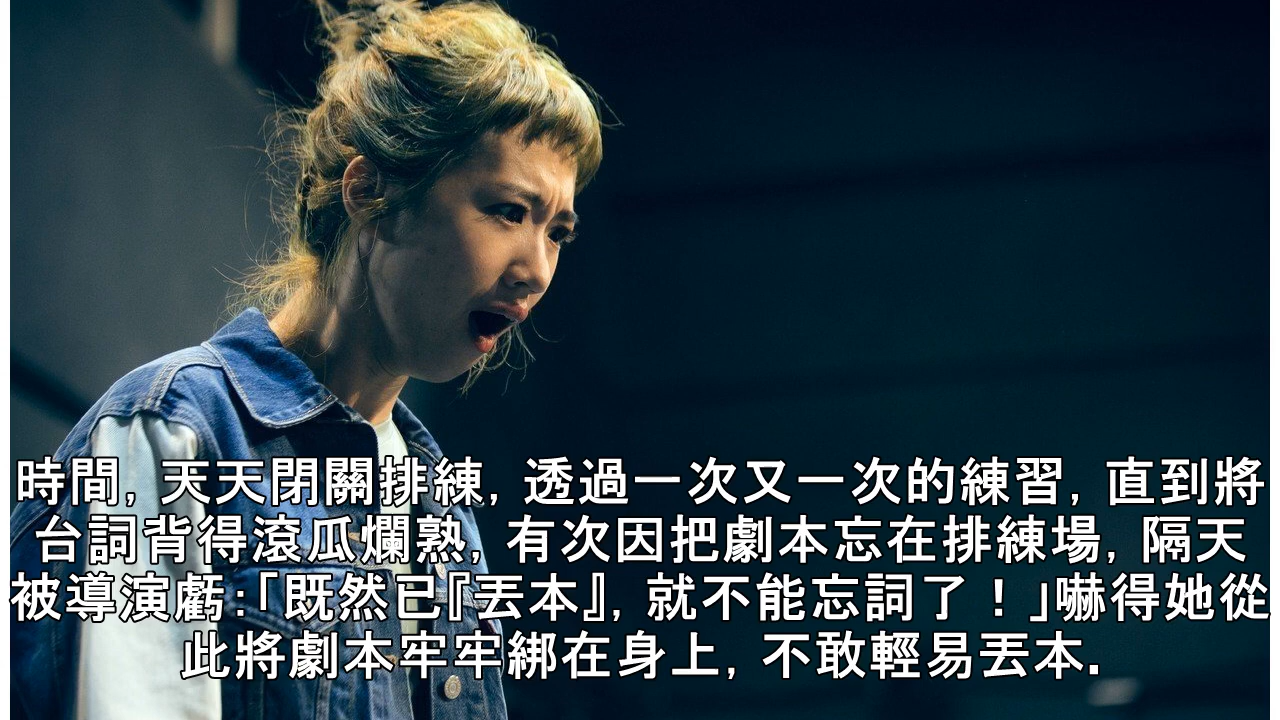 時間, 天天閉關排練, 透過一次又一次的練習, 直到將
台詞背得滾瓜爛熟, 有次因把劇本忘在排練場, 隔天
被導演虧:「既然已『丟本』, 就不能忘詞了！」嚇得她從
此將劇本牢牢綁在身上, 不敢輕易丟本.